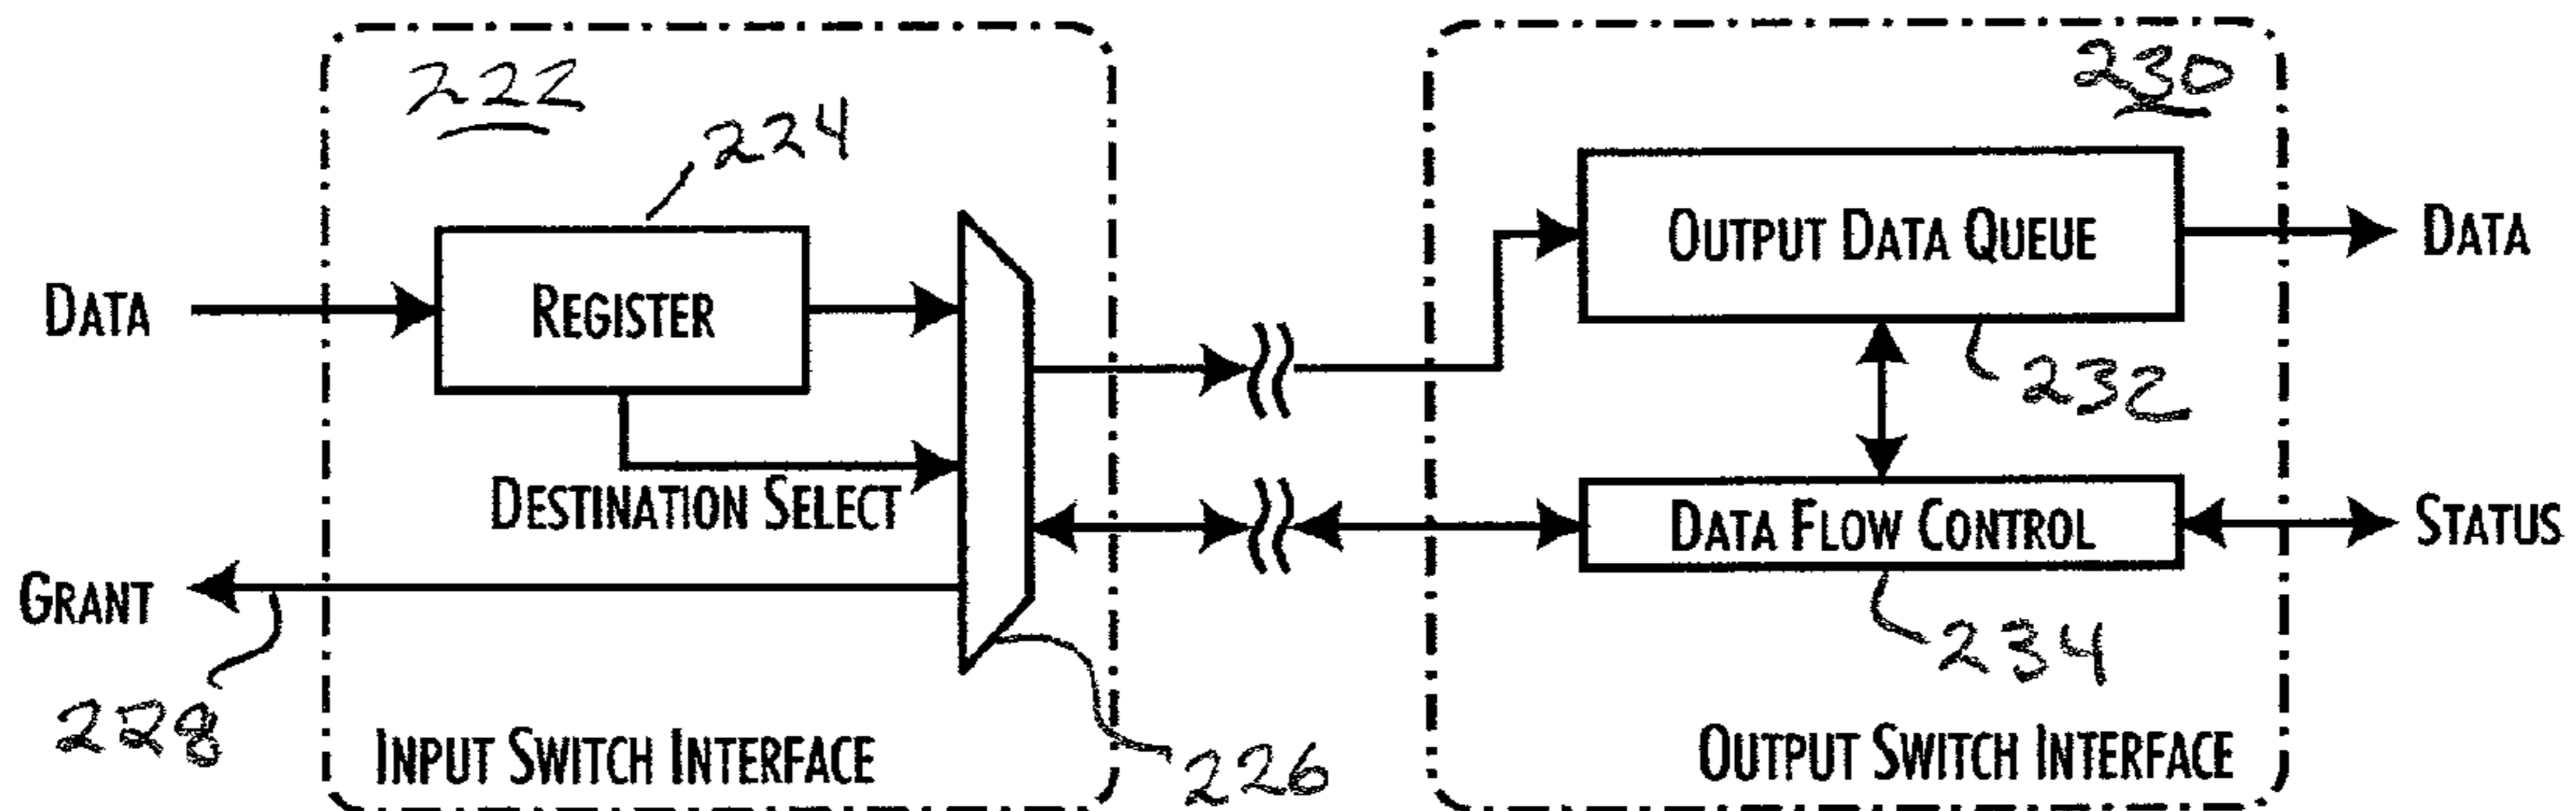 222
230
224
OUTPUT DATA QUEUE
DATA
DATA
REGISTER
232
DESTINATION SELECT
DATA FLOW CONTROL
STATUS
GRANT
234
228
INPUT SWITCH INTERFACE
226
OUTPUT SWITCH INTERFACE